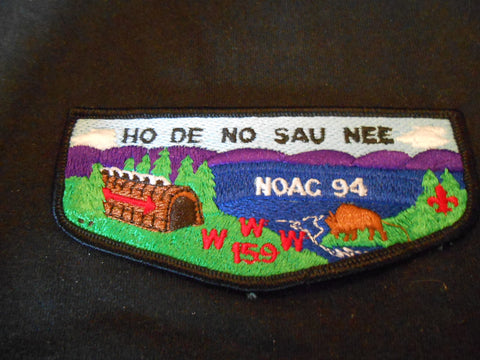 HO DE NO SAU NEE
NOAC 94
W W W
159